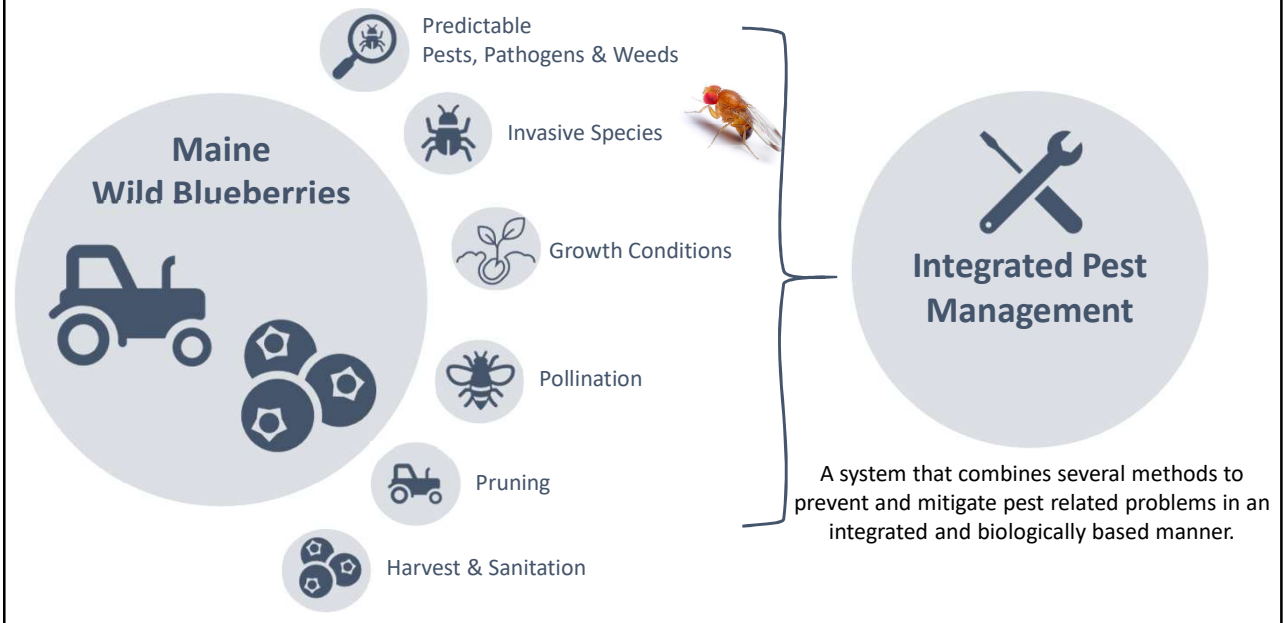 Predictable
Pests, Pathogens & Weeds
Invasive Species
Maine
Wild Blueberries
Growth Conditions
Pollination
Pruning
Harvest & Sanitation
Integrated Pest
Management
A system that combines several methods to
prevent and mitigate pest related problems in an
integrated and biologically based manner.